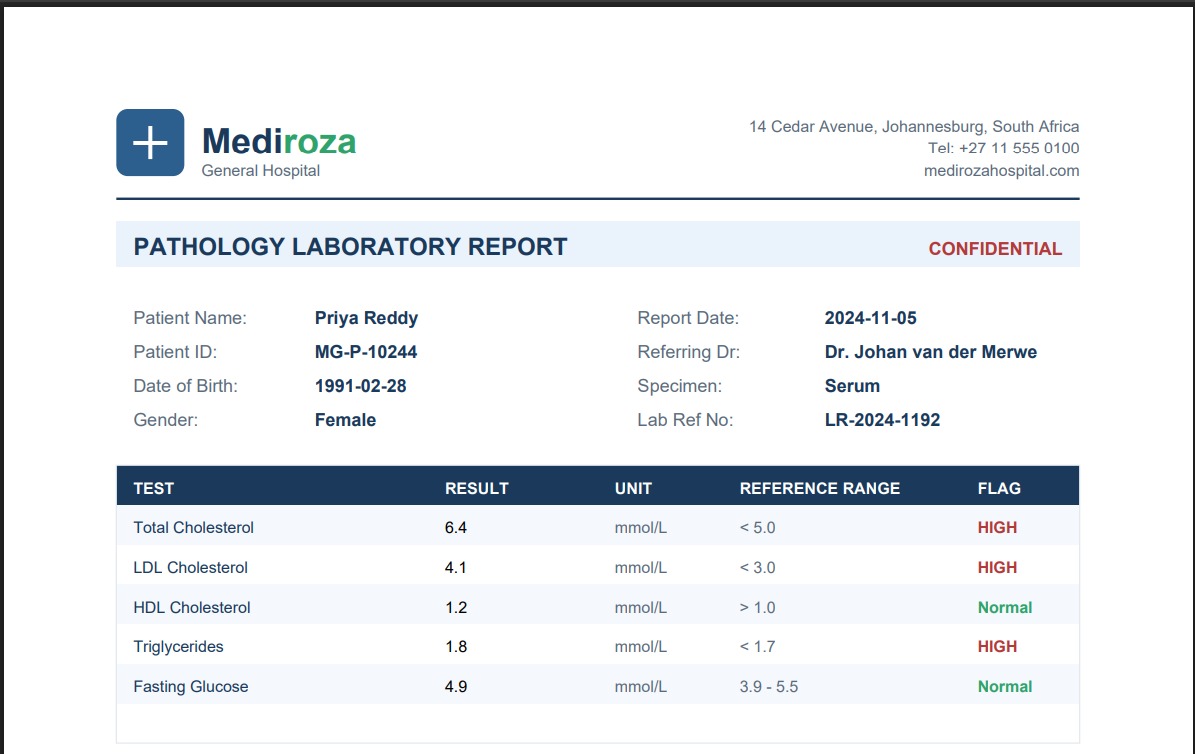 Mediroza
General Hospital
14 Cedar Avenue, Johannesburg, South Africa
Tel: +27 11 555 0100
medirozahospital.com
PATHOLOGY LABORATORY REPORT CONFIDENTIAL
Patient Name: Priya Reddy Report Date: 2024-11-05
Patient ID: MG-P-10244 Referring Dr: Dr. Johan van der Merwe
Date of Birth: 1991-02-28 Specimen: Serum
Gender: Female Lab Ref No: LR-2024-1192
TEST RESULT UNIT REFERENCE RANGE FLAG
Total Cholesterol 6.4 mmol/L < 5.0 HIGH
LDL Cholesterol 4.1 mmol/L < 3.0 HIGH
HDL Cholesterol 1.2 mmol/L > 1.0 Normal
Triglycerides 1.8 mmol/L < 1.7 HIGH
Fasting Glucose 4.9 mmol/L 3.9 - 5.5 Normal